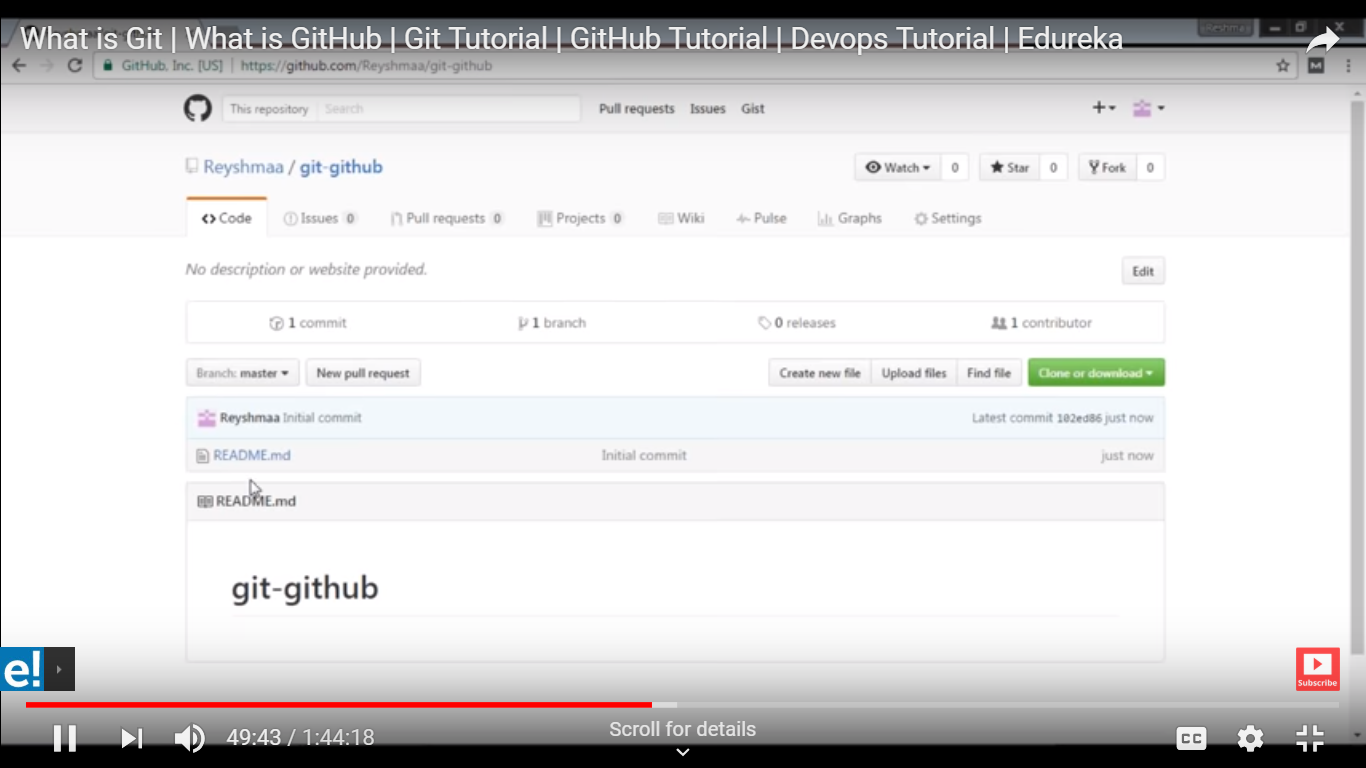 What is Git | What is GitHub | Git Tutorial | GitHub Tutorial | Devops Tutorial | Edureka
GitHub, Inc. [US] | https://github.com/Reyshmaa/git-github
This repository Search Pull requests Issues Gist
Reyshmaa / git-github Watch 0 Star 0 Fork 0
Code Issues 0 Pull requests 0 Projects 0 Wiki Pulse Graphs Settings
No description or website provided. Edit
1 commit 1 branch 0 releases 1 contributor
Branch: master New pull request Create new file Upload files Find file Clone or download
Reyshmaa Initial commit Latest commit 102ed86 just now
README.md Initial commit just now
README.md
git-github
e!
Subscribe
49:43 / 1:44:18 Scroll for details CC